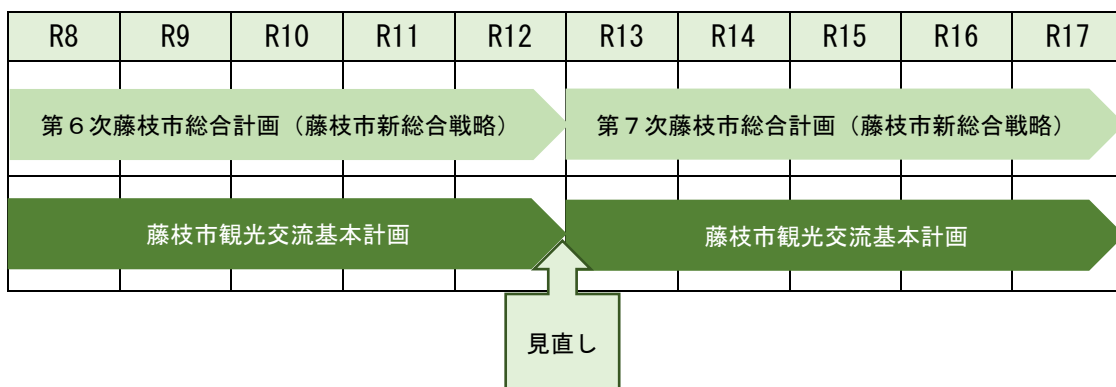 R8 R9 R10 R11 R12 R13 R14 R15 R16 R17
第６次藤枝市総合計画（藤枝市新総合戦略） 第７次藤枝市総合計画（藤枝市新総合戦略）
藤枝市観光交流基本計画 藤枝市観光交流基本計画
見直し